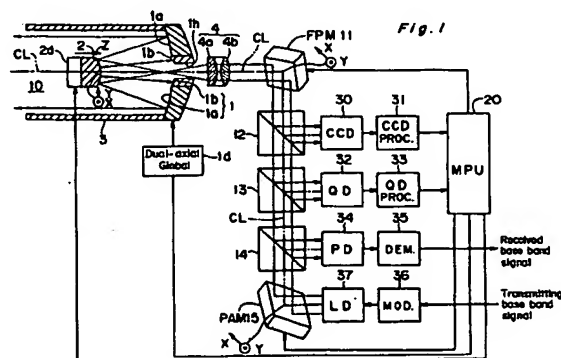 Fig. 1
1a
1h
4
CL
FPM 11
2d
2
Z
1b
4a
4b
X
Y
CL
10
X
1b
1a
1
3
Dual-axial
Global
1d
12
30
CCD
31
CCD
PROC.
20
MPU
13
32
QD
33
QD
PROC.
CL
14
34
PD
35
DEM.
Received
base band
signal
37
LD
36
MOD.
Transmitting
base band
signal
PAM15
X
Y